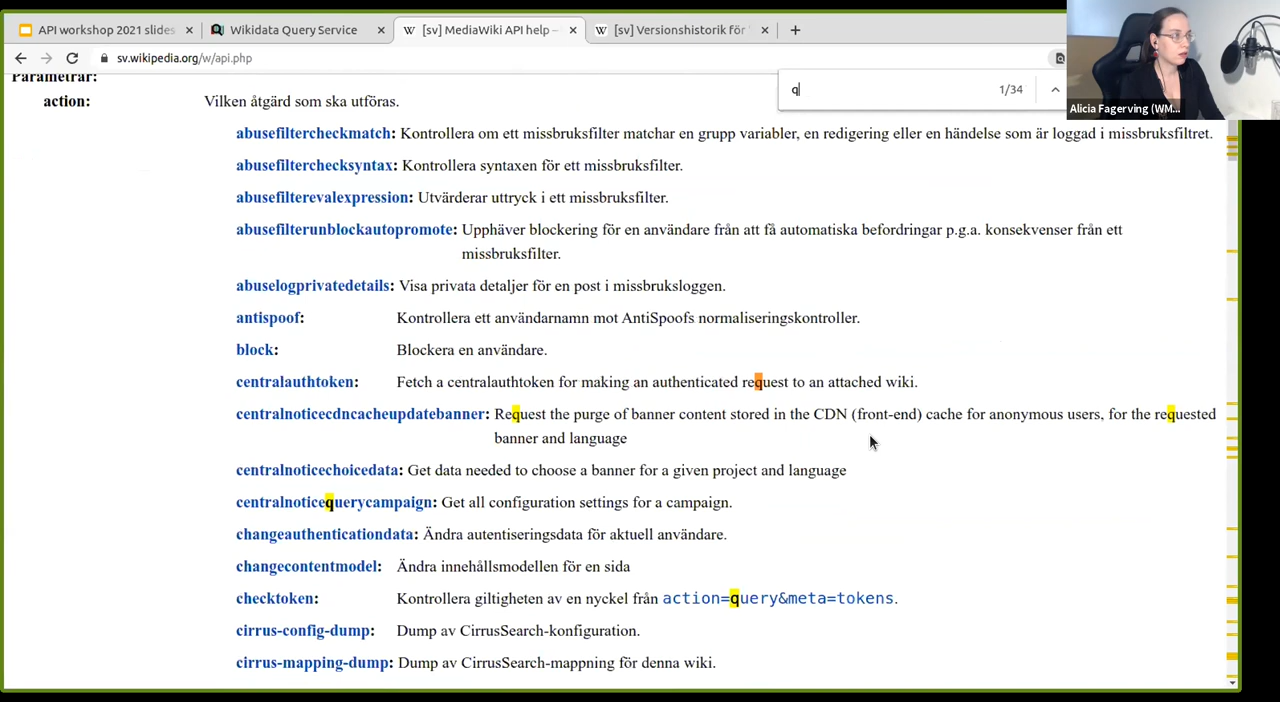 API workshop 2021 slides
Wikidata Query Service
[sv] MediaWiki API help –
[sv] Versionshistorik för
sv.wikipedia.org/w/api.php
q
1/34
Alicia Fagerving (WM...
Parametrar:
action: Vilken åtgärd som ska utföras.
abusefiltercheckmatch: Kontrollera om ett missbruksfilter matchar en grupp variabler, en redigering eller en händelse som är loggad i missbruksfiltret.
abusefilterchecksyntax: Kontrollera syntaxen för ett missbruksfilter.
abusefilterevalexpression: Utvärderar uttryck i ett missbruksfilter.
abusefilterunblockautopromote: Upphäver blockering för en användare från att få automatiska befordringar p.g.a. konsekvenser från ett
missbruksfilter.
abuselogprivatedetails: Visa privata detaljer för en post i missbruksloggen.
antispoof: Kontrollera ett användarnamn mot AntiSpoofs normaliseringskontroller.
block: Blockera en användare.
centralauthtoken: Fetch a centralauthtoken for making an authenticated request to an attached wiki.
centralnoticecdncacheupdatebanner: Request the purge of banner content stored in the CDN (front-end) cache for anonymous users, for the requested
banner and language
centralnoticechoicedata: Get data needed to choose a banner for a given project and language
centralnoticequerycampaign: Get all configuration settings for a campaign.
changeauthenticationdata: Ändra autentiseringsdata för aktuell användare.
changecontentmodel: Ändra innehållsmodellen för en sida
checktoken: Kontrollera giltigheten av en nyckel från action=query&meta=tokens.
cirrus-config-dump: Dump av CirrusSearch-konfiguration.
cirrus-mapping-dump: Dump av CirrusSearch-mappning för denna wiki.